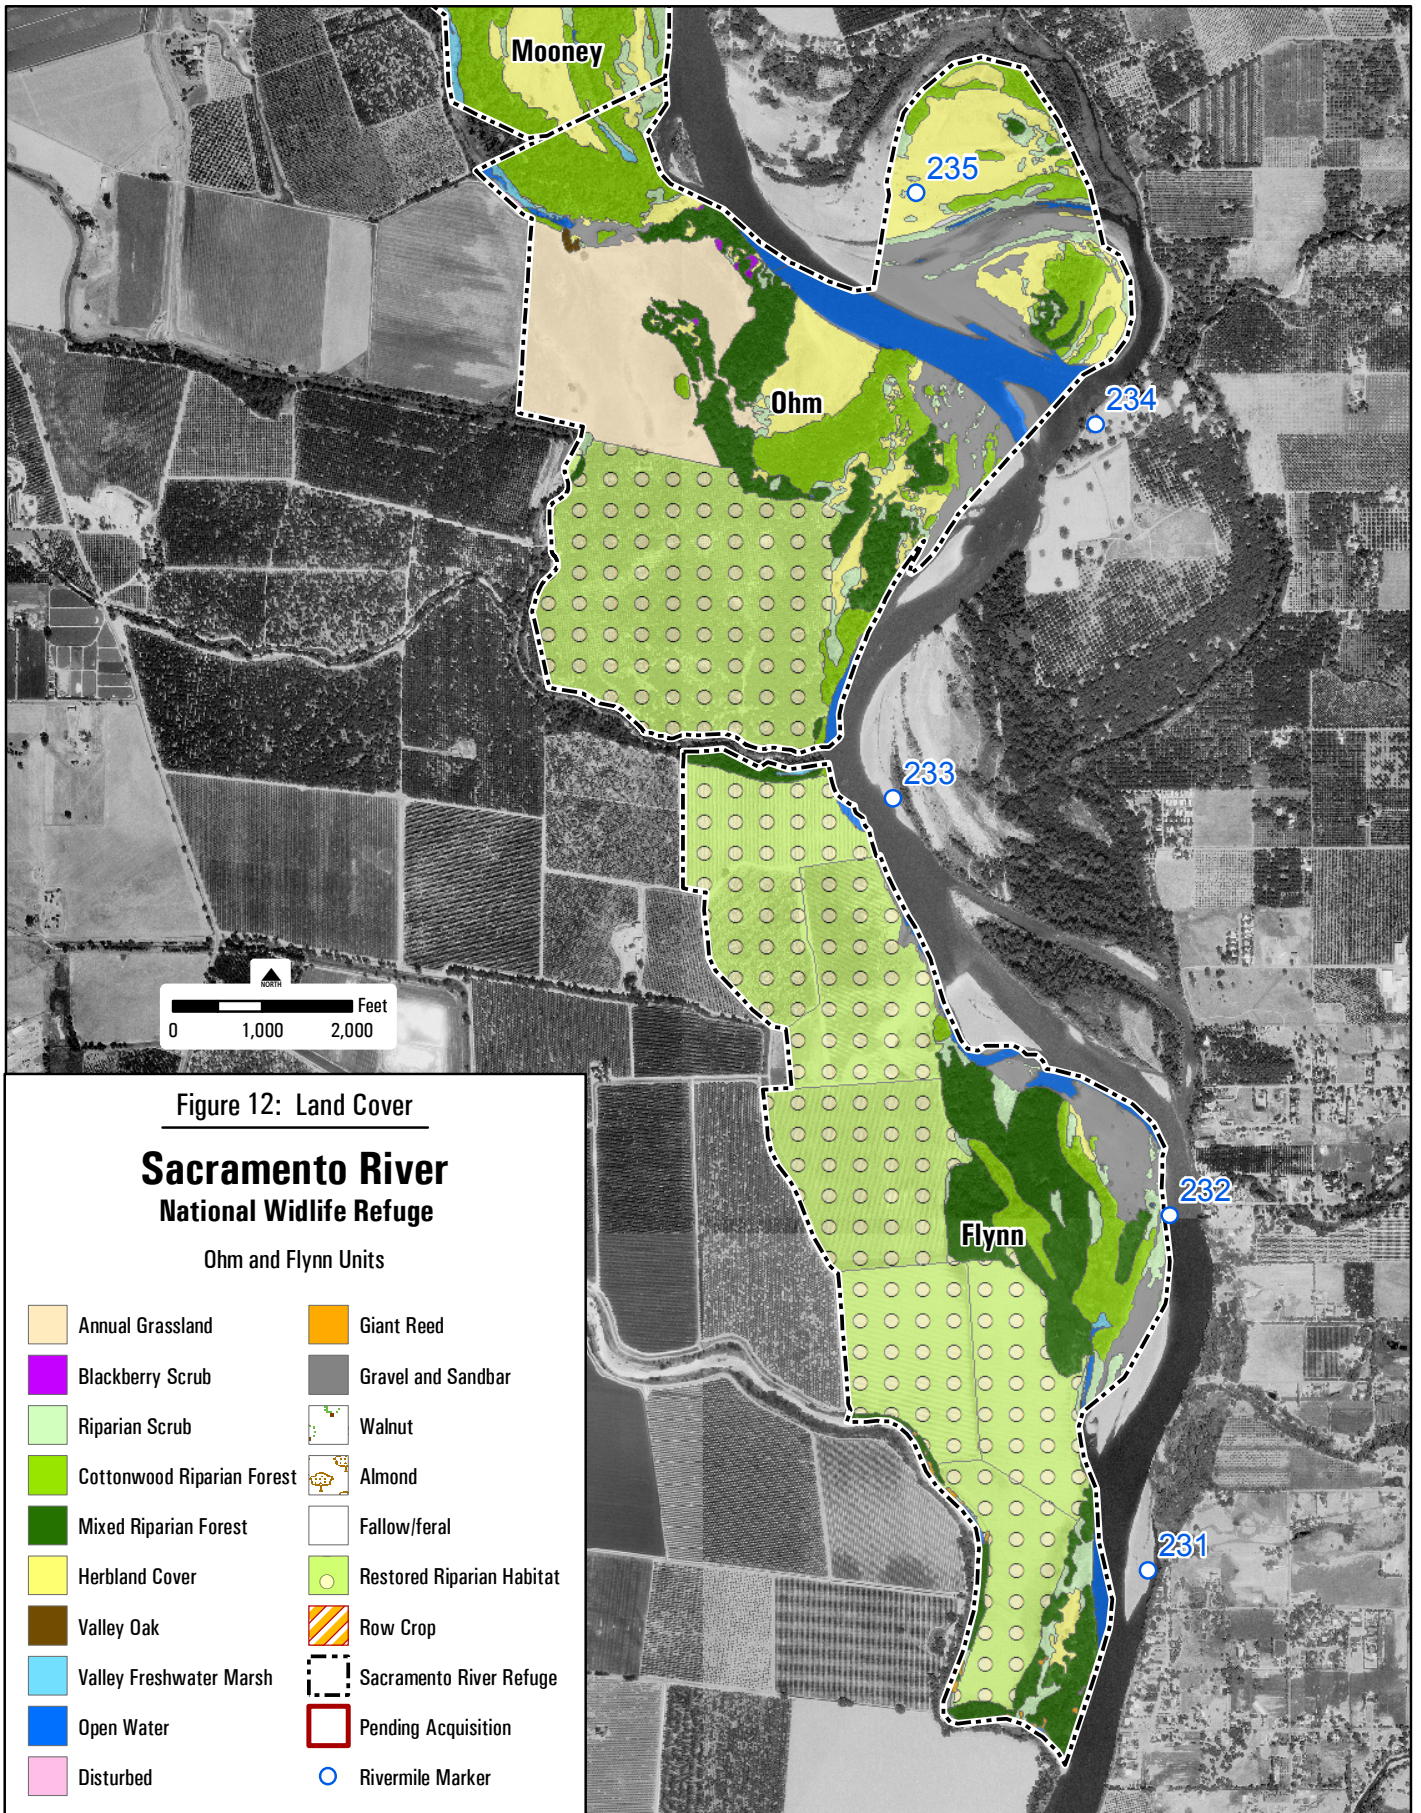 Mooney
235
234
Ohm
233
NORTH
Feet
0 1,000 2,000
232
Flynn
231
Figure 12: Land Cover
Sacramento River
National Widlife Refuge
Ohm and Flynn Units
Annual Grassland
Blackberry Scrub
Riparian Scrub
Cottonwood Riparian Forest
Mixed Riparian Forest
Herbland Cover
Valley Oak
Valley Freshwater Marsh
Open Water
Disturbed
Giant Reed
Gravel and Sandbar
Walnut
Almond
Fallow/feral
Restored Riparian Habitat
Row Crop
Sacramento River Refuge
Pending Acquisition
Rivermile Marker